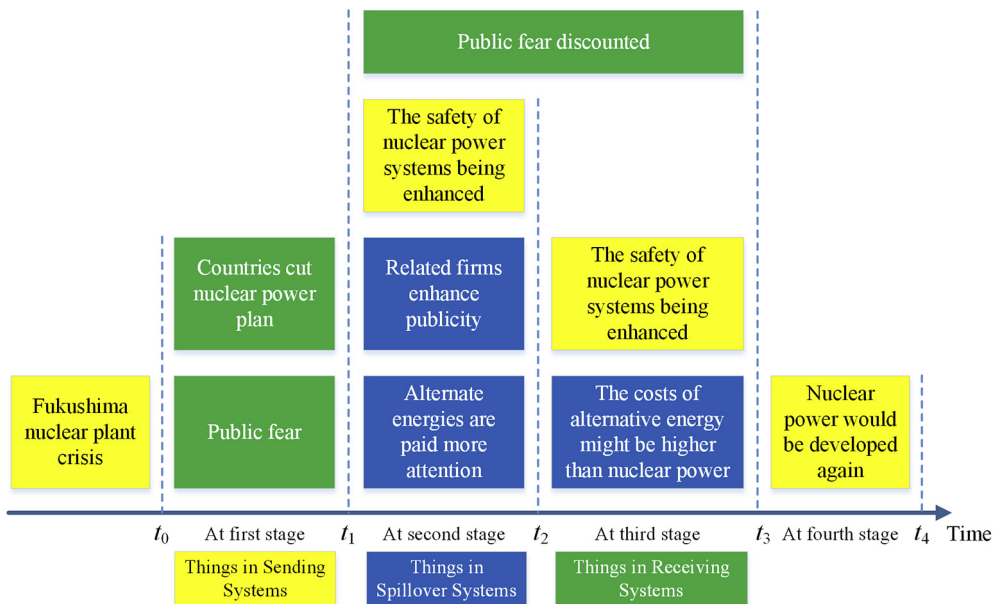 Public fear discounted
The safety of
nuclear power
systems being
enhanced
Countries cut
nuclear power
plan
Related firms
enhance
publicity
The safety of
nuclear power
systems being
enhanced
Fukushima
nuclear plant
crisis
Public fear
Alternate
energies are
paid more
attention
The costs of
alternative energy
might be higher
than nuclear power
Nuclear
power would
be developed
again
t0 At first stage t1 At second stage t2 At third stage t3 At fourth stage t4 Time
Things in Sending
Systems
Things in
Spillover Systems
Things in Receiving
Systems